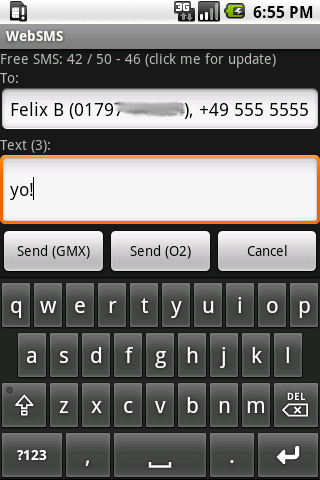 3G 6:55 PM
WebSMS
Free SMS: 42 / 50 - 46 (click me for update)
To:
Felix B (01797), +49 555 5555
Text (3):
yo!
Send (GMX) Send (O2) Cancel
q w e r t y u i o p
a s d f g h j k l
z x c v b n m DEL
?123 , .